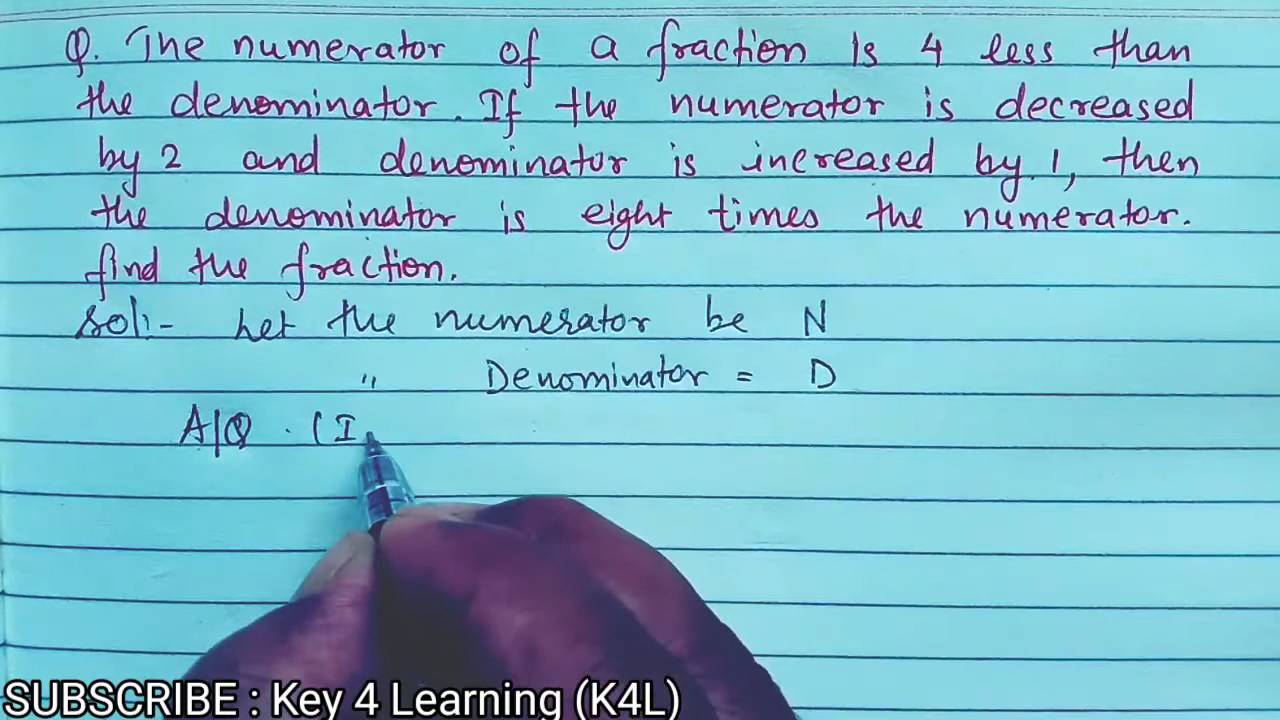 Q. The numerator of a fraction is 4 less than
the denominator. If the numerator is decreased
by 2 and denominator is increased by 1, then
the denominator is eight times the numerator.
find the fraction.
Sol:- Let the numerator be N
" Denominator = D
A/Q. (I
SUBSCRIBE : Key 4 Learning (K4L)